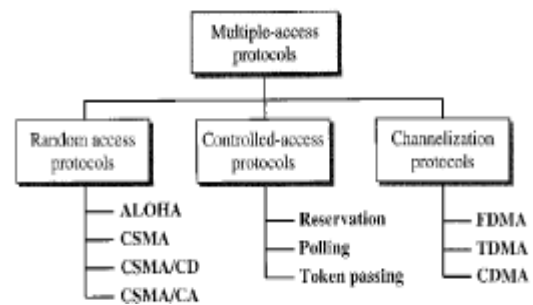 Multiple-access
protocols
Random access
protocols
Controlled-access
protocols
Channelization
protocols
ALOHA
CSMA
CSMA/CD
CSMA/CA
Reservation
Polling
Token passing
FDMA
TDMA
CDMA